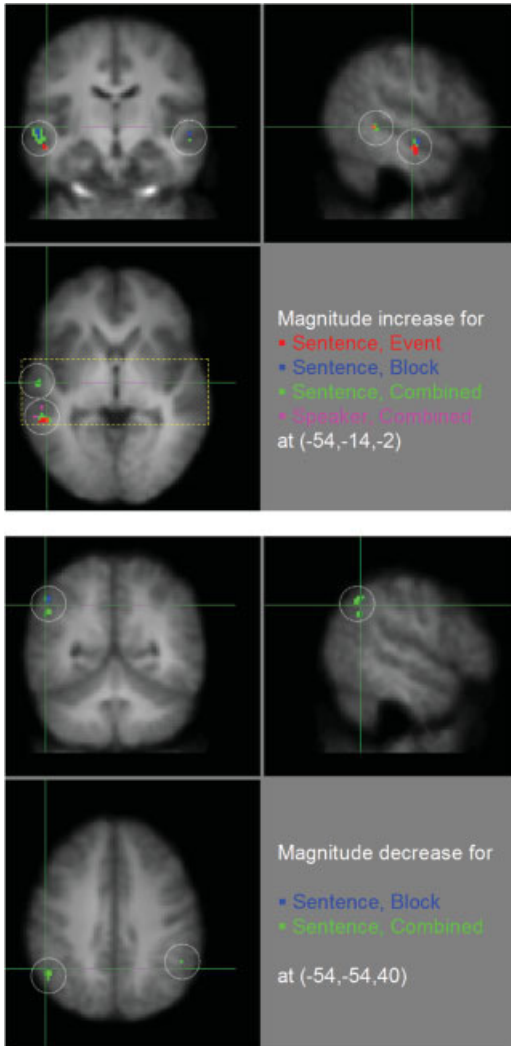 Magnitude increase for
▪ Sentence, Event
▪ Sentence, Block
▪ Sentence, Combined
▪ Speaker, Combined
at (-54,-14,-2)
Magnitude decrease for
▪ Sentence, Block
▪ Sentence, Combined
at (-54,-54,40)